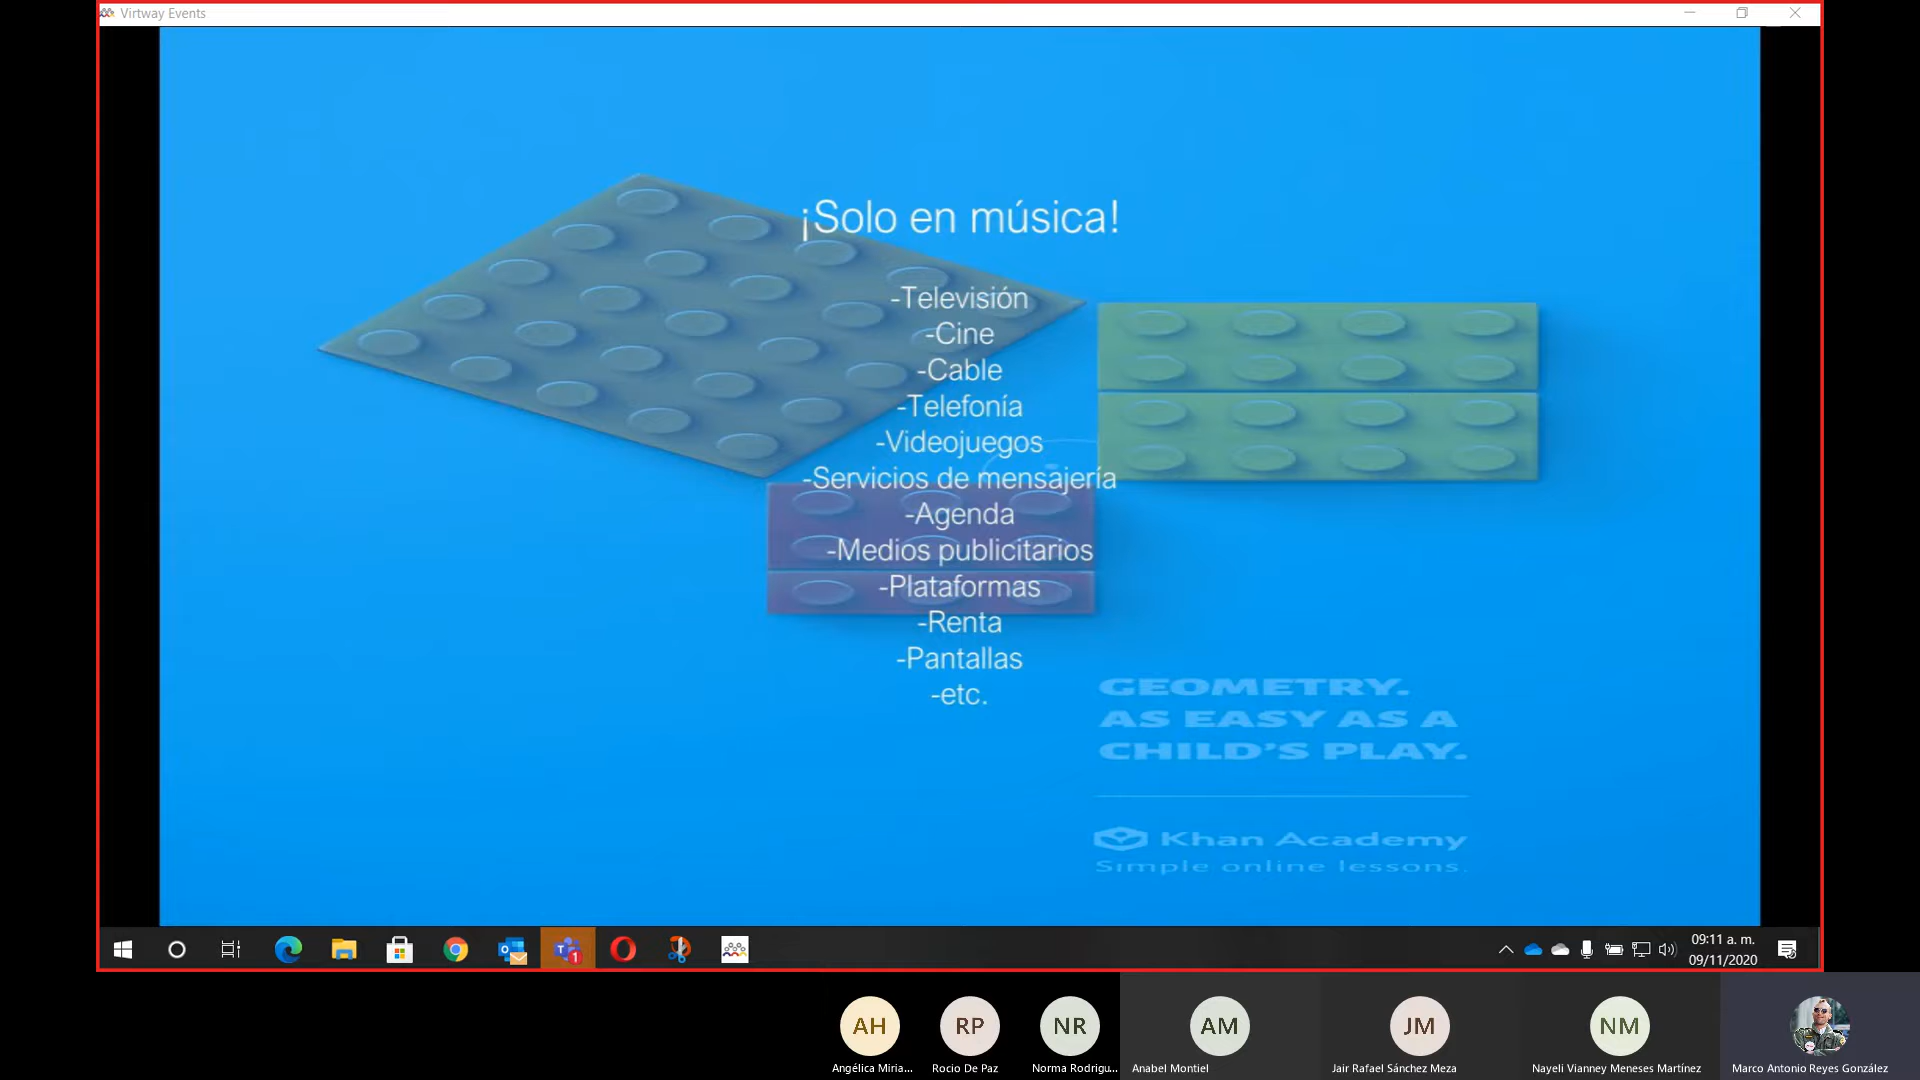 Virtway Events
¡Solo en música!
-Televisión
-Cine
-Cable
-Telefonía
-Videojuegos
-Servicios de mensajería
-Agenda
-Medios publicitarios
-Plataformas
-Renta
-Pantallas
-etc.
GEOMETRY.
AS EASY AS A
CHILD'S PLAY.
Khan Academy
Simple online lessons.
T 1
09:11 a. m.
09/11/2020
AH RP NR AM JM NM
Angélica Miria... Rocio De Paz Norma Rodrigu... Anabel Montiel Jair Rafael Sánchez Meza Nayeli Vianney Meneses Martínez Marco Antonio Reyes González